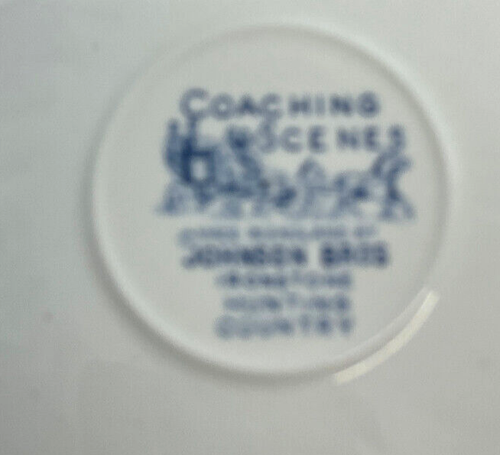 COACHING
SCENES
JOHNSON BROS
IRONSTONE
HUNTING
COUNTRY